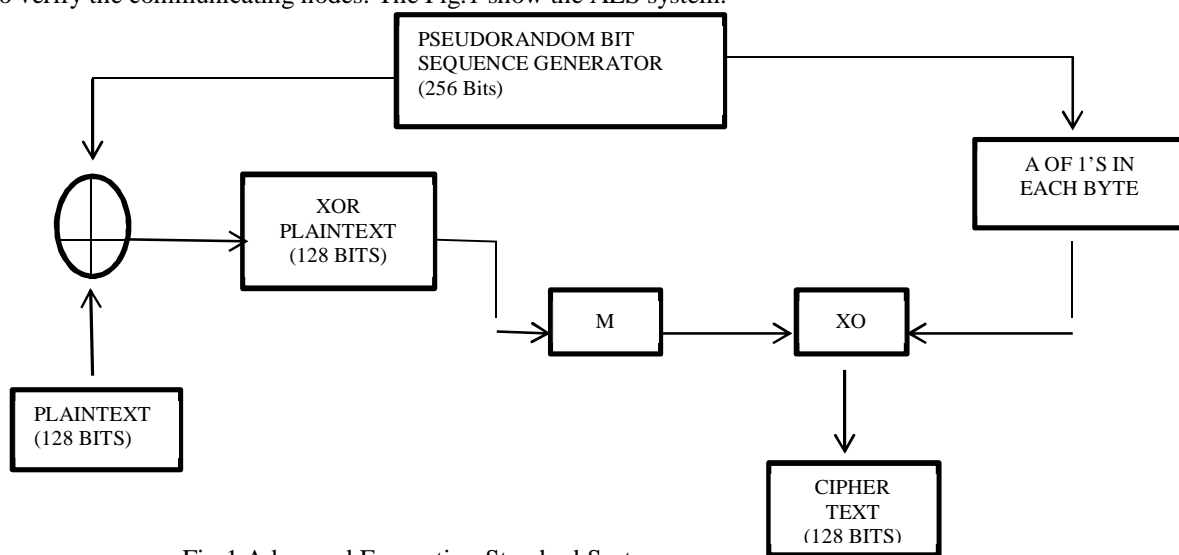 to verify the communicating nodes. The Fig.1 show the AES system.
PSEUDORANDOM BIT
SEQUENCE GENERATOR
(256 Bits)
A OF 1'S IN
EACH BYTE
XOR
PLAINTEXT
(128 BITS)
M
XO
PLAINTEXT
(128 BITS)
CIPHER
TEXT
(128 BITS)
Fig.1 Advanced Encryption Standard System